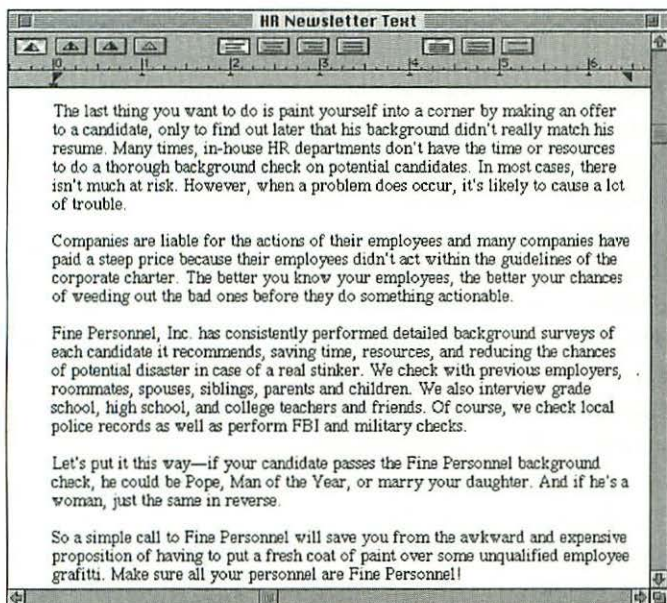 HR Newsletter Text
0 1 2 3 4 5 6
The last thing you want to do is paint yourself into a corner by making an offer
to a candidate, only to find out later that his background didn't really match his
resume. Many times, in-house HR departments don't have the time or resources
to do a thorough background check on potential candidates. In most cases, there
isn't much at risk. However, when a problem does occur, it's likely to cause a lot
of trouble.
Companies are liable for the actions of their employees and many companies have
paid a steep price because their employees didn't act within the guidelines of the
corporate charter. The better you know your employees, the better your chances
of weeding out the bad ones before they do something actionable.
Fine Personnel, Inc. has consistently performed detailed background surveys of
each candidate it recommends, saving time, resources, and reducing the chances
of potential disaster in case of a real stinker. We check with previous employers,
roommates, spouses, siblings, parents and children. We also interview grade
school, high school, and college teachers and friends. Of course, we check local
police records as well as perform FBI and military checks.
Let's put it this way—if your candidate passes the Fine Personnel background
check, he could be Pope, Man of the Year, or marry your daughter. And if he's a
woman, just the same in reverse.
So a simple call to Fine Personnel will save you from the awkward and expensive
proposition of having to put a fresh coat of paint over some unqualified employee
grafitti. Make sure all your personnel are Fine Personnel!